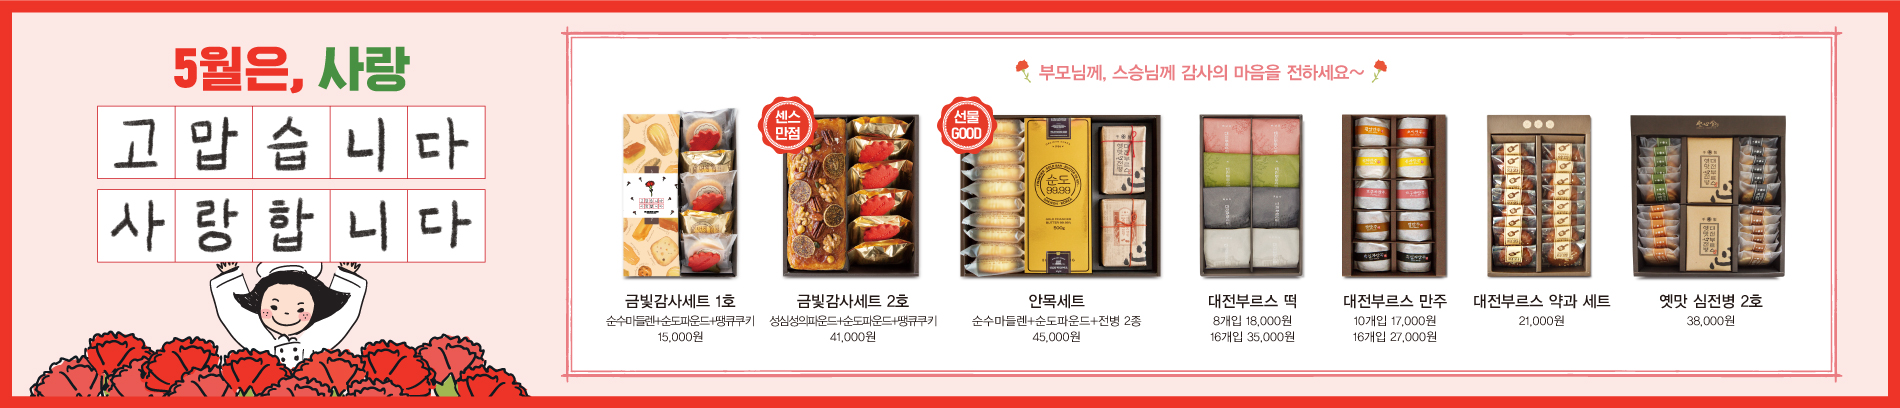 5월은, 사랑
고맙습니다
사랑합니다
부모님께, 스승님께 감사의 마음을 전하세요~
센스
만점
선물
GOOD
순도
99.99
금빛감사세트 1호
순수마들렌+순도파운드+땡큐쿠키
15,000원
금빛감사세트 2호
성심성의파운드+순도파운드+땡큐쿠키
41,000원
안목세트
순수마들렌+순도파운드+전병 2종
45,000원
대전부르스 떡
8개입 18,000원
16개입 35,000원
대전부르스 만주
10개입 17,000원
16개입 27,000원
대전부르스 약과 세트
21,000원
옛맛 심전병 2호
38,000원